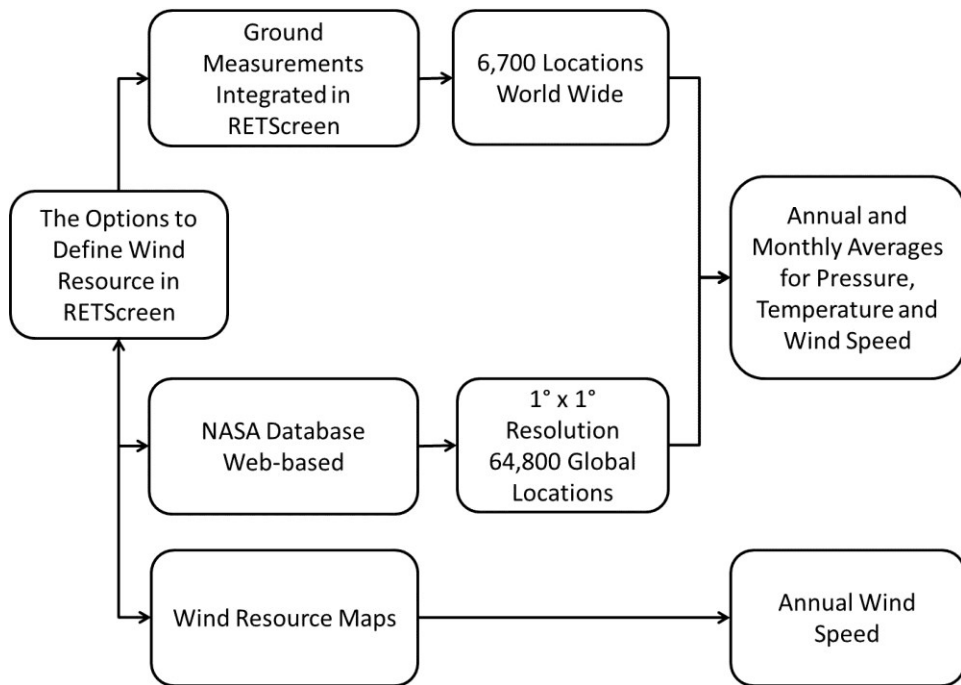 Ground
Measurements
Integrated in
RETScreen
6,700 Locations
World Wide
The Options to
Define Wind
Resource in
RETScreen
Annual and
Monthly Averages
for Pressure,
Temperature and
Wind Speed
NASA Database
Web-based
1° x 1°
Resolution
64,800 Global
Locations
Wind Resource Maps
Annual Wind
Speed